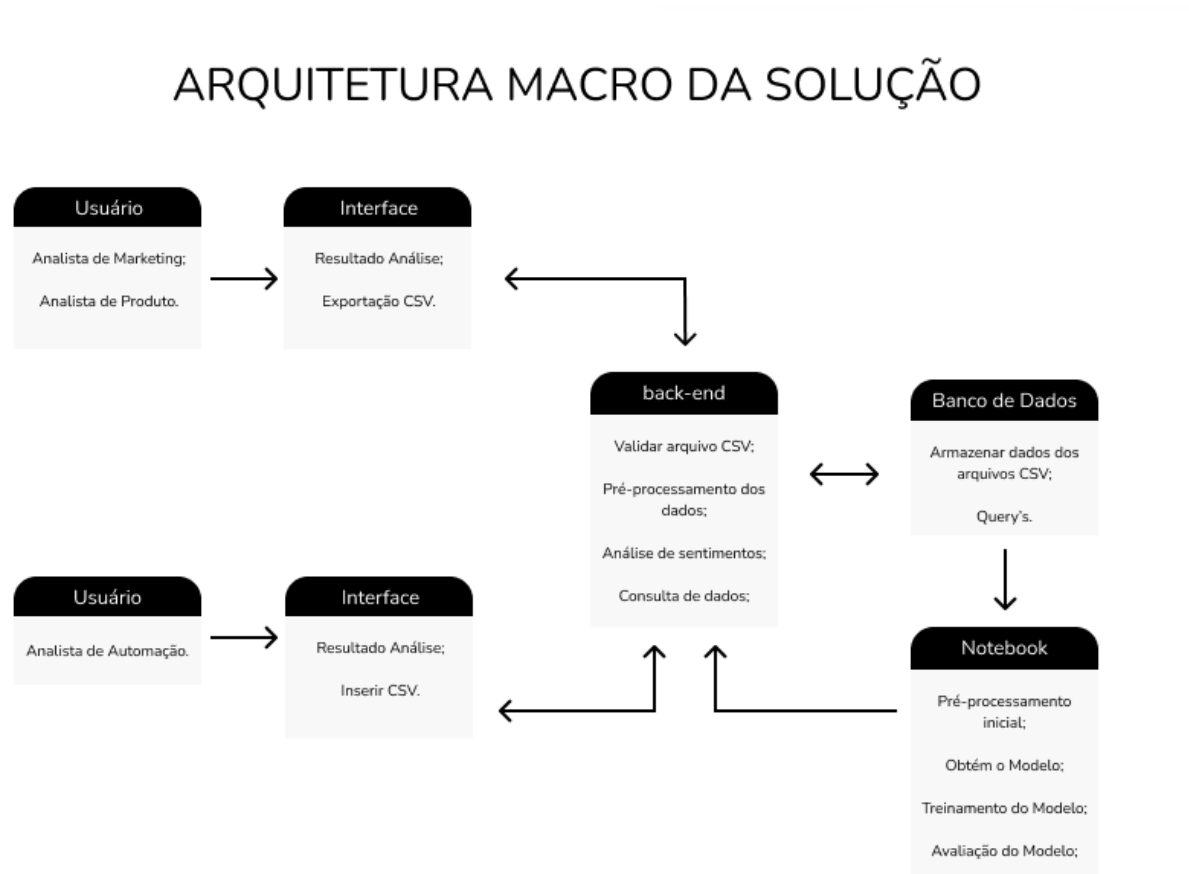 ARQUITETURA MACRO DA SOLUÇÃO
Usuário
Analista de Marketing;
Analista de Produto.
Interface
Resultado Análise;
Exportação CSV.
back-end
Validar arquivo CSV;
Pré-processamento dos
dados;
Análise de sentimentos;
Consulta de dados;
Banco de Dados
Armazenar dados dos
arquivos CSV;
Query's.
Usuário
Analista de Automação.
Interface
Resultado Análise;
Inserir CSV.
Notebook
Pré-processamento
inicial;
Obtém o Modelo;
Treinamento do Modelo;
Avaliação do Modelo;